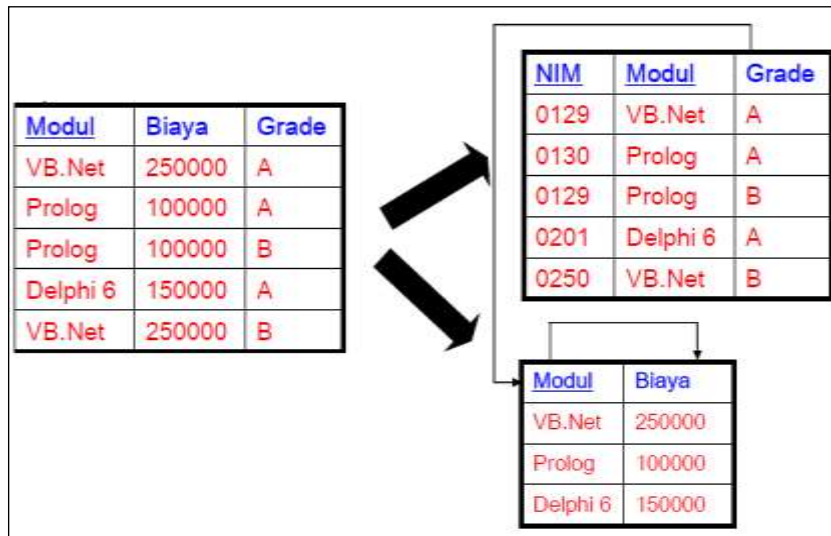 Modul Biaya Grade
VB.Net 250000 A
Prolog 100000 A
Prolog 100000 B
Delphi 6 150000 A
VB.Net 250000 B
NIM Modul Grade
0129 VB.Net A
0130 Prolog A
0129 Prolog B
0201 Delphi 6 A
0250 VB.Net B
Modul Biaya
VB.Net 250000
Prolog 100000
Delphi 6 150000